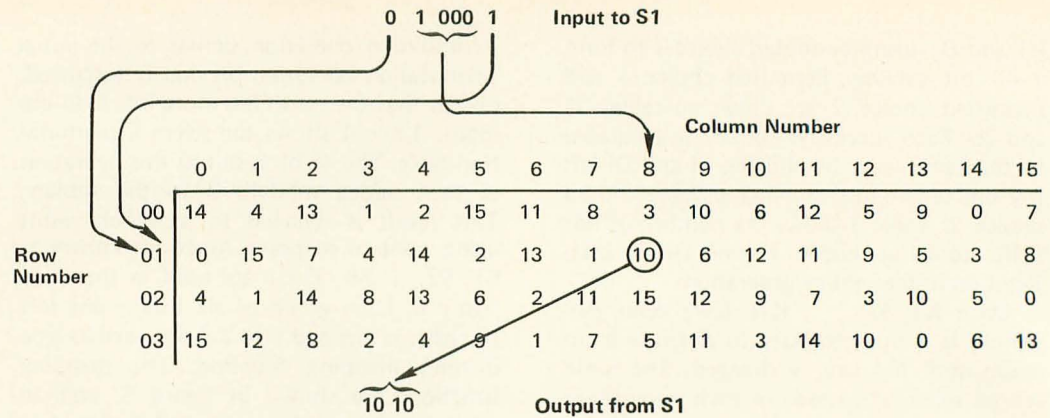 0 1 000 1 Input to S1
Column Number
0 1 2 3 4 5 6 7 8 9 10 11 12 13 14 15
00 14 4 13 1 2 15 11 8 3 10 6 12 5 9 0 7
Row Number 01 0 15 7 4 14 2 13 1 10 6 12 11 9 5 3 8
02 4 1 14 8 13 6 2 11 15 12 9 7 3 10 5 0
03 15 12 8 2 4 9 1 7 5 11 3 14 10 0 6 13
10 10 Output from S1